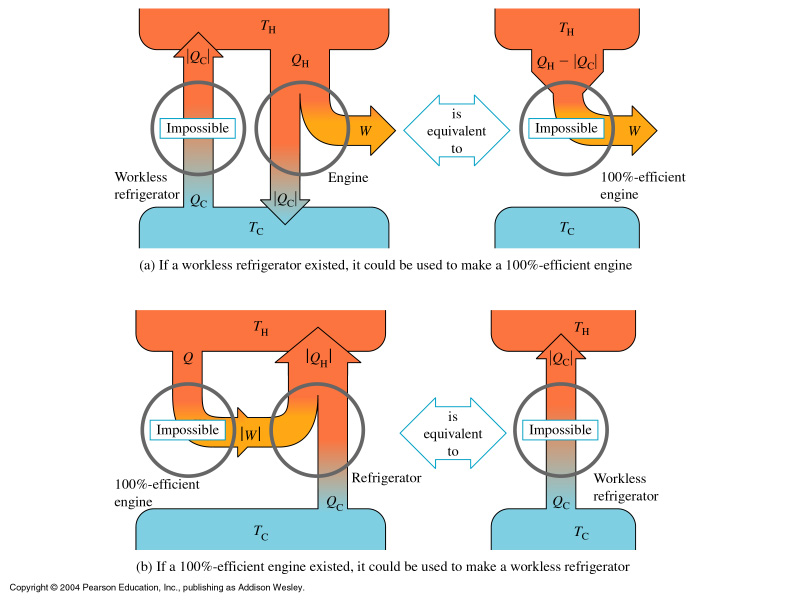 T_H
|Q_C|
Q_H
Impossible
W
Workless
refrigerator
Q_C
Engine
|Q_C|
T_C
is
equivalent
to
T_H
Q_H − |Q_C|
Impossible
W
100%-efficient
engine
T_C
(a) If a workless refrigerator existed, it could be used to make a 100%-efficient engine
T_H
Q
|Q_H|
Impossible
|W|
100%-efficient
engine
Refrigerator
Q_C
T_C
is
equivalent
to
T_H
|Q_C|
Impossible
Workless
refrigerator
Q_C
T_C
(b) If a 100%-efficient engine existed, it could be used to make a workless refrigerator
Copyright © 2004 Pearson Education, Inc., publishing as Addison Wesley.